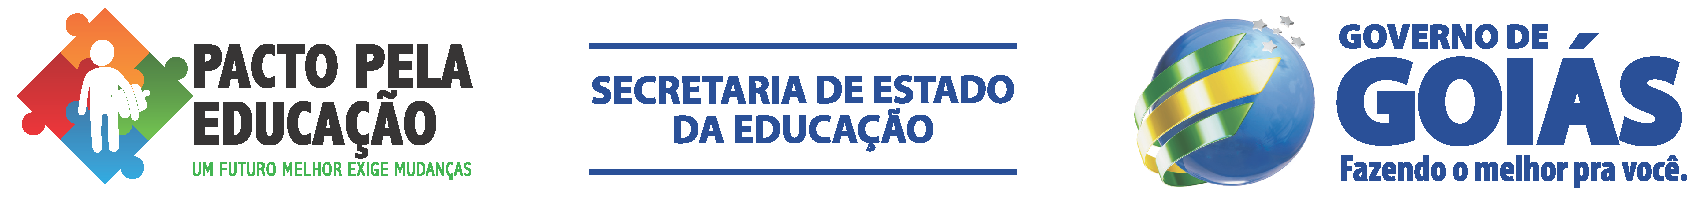 PACTO PELA
EDUCAÇÃO
UM FUTURO MELHOR EXIGE MUDANÇAS
SECRETARIA DE ESTADO
DA EDUCAÇÃO
GOVERNO DE
GOIÁS
Fazendo o melhor pra você.